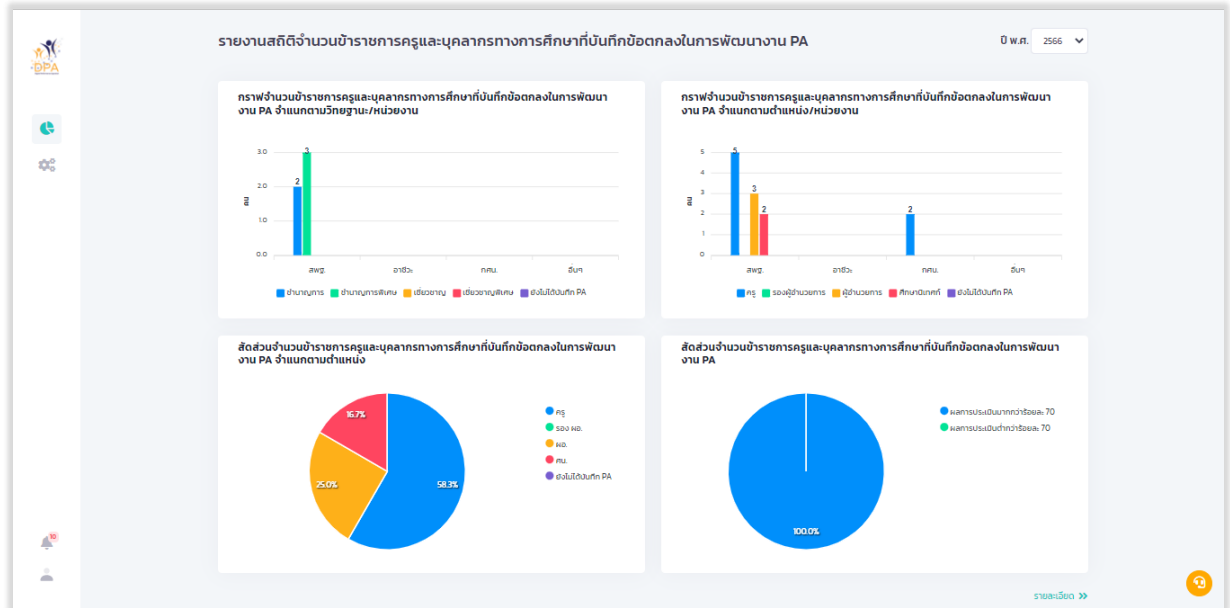 รายงานสถิติจำนวนข้าราชการครูและบุคลากรทางการศึกษาที่บันทึกข้อตกลงในการพัฒนางาน PA
ปี พ.ศ. 2566
DPA
กราฟจำนวนข้าราชการครูและบุคลากรทางการศึกษาที่บันทึกข้อตกลงในการพัฒนา
งาน PA จำแนกตามวิทยฐานะ/หน่วยงาน
3.0
2.0
1.0
0.0
คน
2
3
สพฐ. อาชีวะ กศน. อื่นๆ
ชำนาญการ ชำนาญการพิเศษ เชี่ยวชาญ เชี่ยวชาญพิเศษ ยังไม่ได้บันทึก PA
กราฟจำนวนข้าราชการครูและบุคลากรทางการศึกษาที่บันทึกข้อตกลงในการพัฒนา
งาน PA จำแนกตามตำแหน่ง/หน่วยงาน
5
4
3
2
1
0
คน
5
3
2
2
สพฐ. อาชีวะ กศน. อื่นๆ
ครู รองผู้อำนวยการ ผู้อำนวยการ ศึกษานิเทศก์ ยังไม่ได้บันทึก PA
สัดส่วนจำนวนข้าราชการครูและบุคลากรทางการศึกษาที่บันทึกข้อตกลงในการพัฒนา
งาน PA จำแนกตามตำแหน่ง
16.7%
25.0%
58.3%
ครู
รอง ผอ.
ผอ.
ศน.
ยังไม่ได้บันทึก PA
สัดส่วนจำนวนข้าราชการครูและบุคลากรทางการศึกษาที่บันทึกข้อตกลงในการพัฒนา
งาน PA
100.0%
ผลการประเมินมากกว่าร้อยละ 70
ผลการประเมินต่ำกว่าร้อยละ 70
10
รายละเอียด